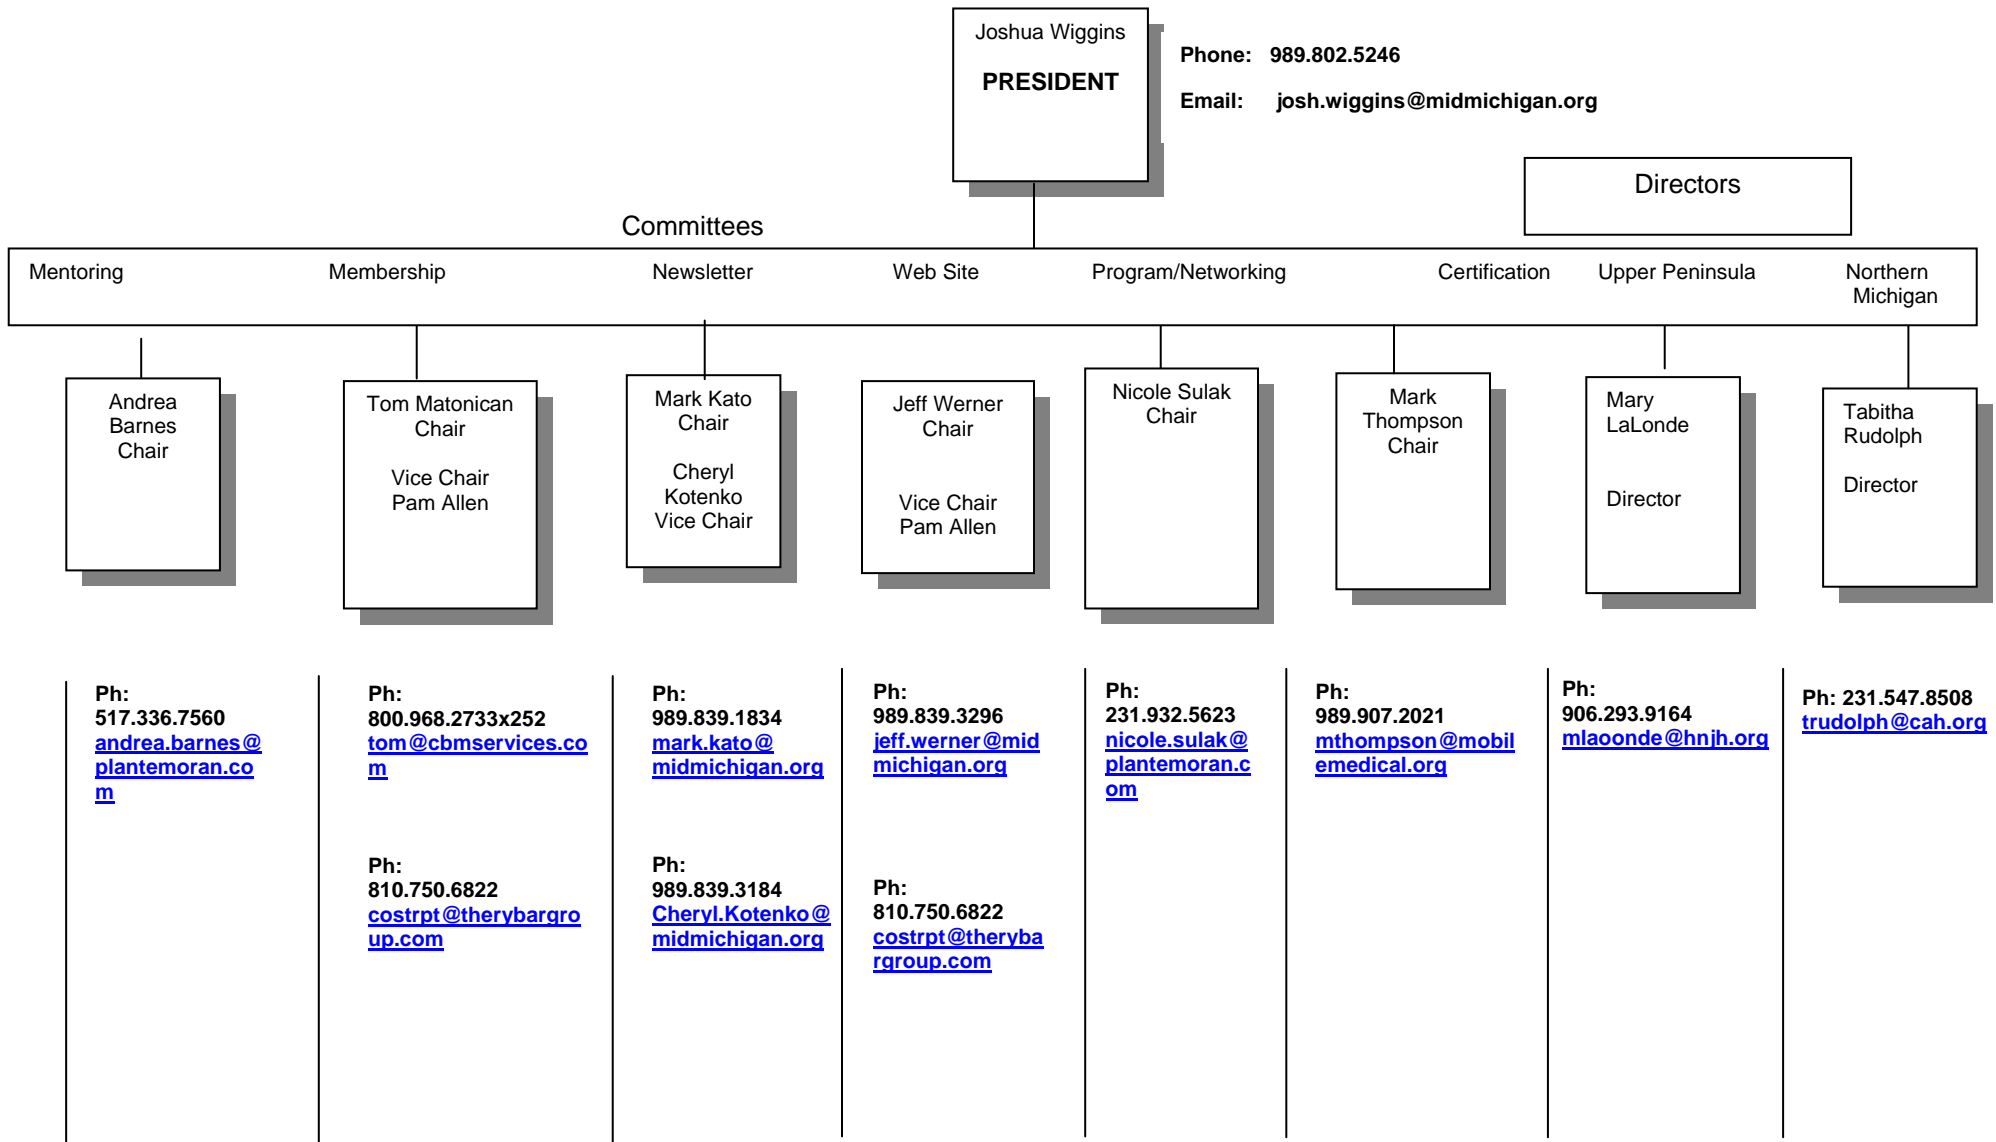 Joshua Wiggins
PRESIDENT
Phone: 989.802.5246
Email: josh.wiggins@midmichigan.org
Directors
Committees
Mentoring
Membership
Newsletter
Web Site
Program/Networking
Certification
Upper Peninsula
Northern
Michigan
Andrea
Barnes
Chair
Tom Matonican
Chair
Vice Chair
Pam Allen
Mark Kato
Chair
Cheryl
Kotenko
Vice Chair
Jeff Werner
Chair
Vice Chair
Pam Allen
Nicole Sulak
Chair
Mark
Thompson
Chair
Mary
LaLonde
Director
Tabitha
Rudolph
Director
Ph:
517.336.7560
andrea.barnes@
plantemoran.co
m
Ph:
800.968.2733x252
tom@cbmservices.co
m
Ph:
810.750.6822
costrpt@therybargro
up.com
Ph:
989.839.1834
mark.kato@
midmichigan.org
Ph:
989.839.3184
Cheryl.Kotenko@
midmichigan.org
Ph:
989.839.3296
jeff.werner@mid
michigan.org
Ph:
810.750.6822
costrpt@theryba
rgroup.com
Ph:
231.932.5623
nicole.sulak@
plantemoran.c
om
Ph:
989.907.2021
mthompson@mobil
emedical.org
Ph:
906.293.9164
mlaoonde@hnjh.org
Ph: 231.547.8508
trudolph@cah.org